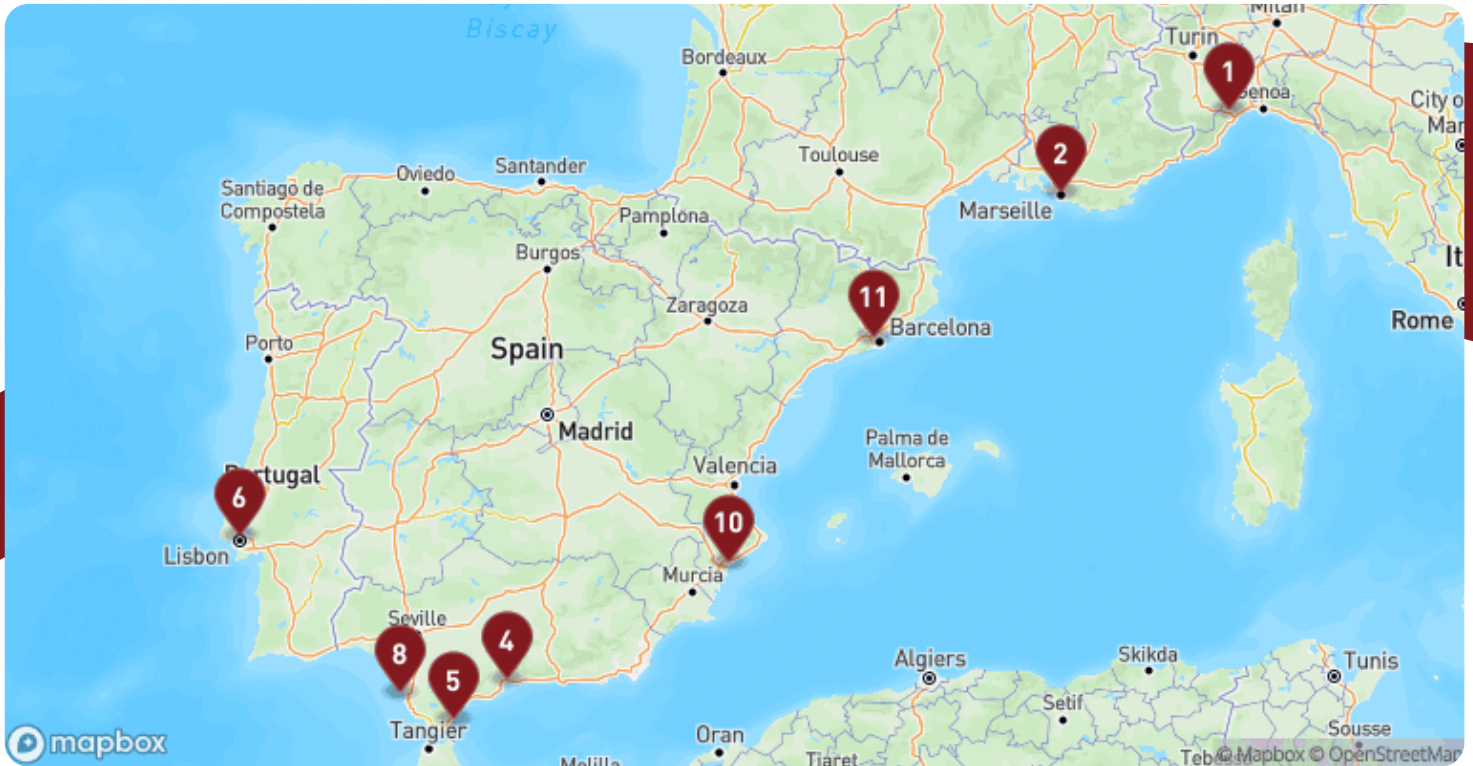 Biscay
Milan
Bordeaux
Turin
1
Genoa
City o
Mar
2
Toulouse
Santander
Oviedo
Santiago de
Compostela
Marseille
Pamplona
Burgos
It
11
Zaragoza
Barcelona
Rome
Porto
Spain
Madrid
Palma de
Mallorca
Valencia
Portugal
6
10
Lisbon
Murcia
Seville
4
8
5
Algiers
Skikda
Tunis
Setif
Tangier
Oran
Sousse
mapbox
Melilla
Tiaret
© Mapbox © OpenStreetMap